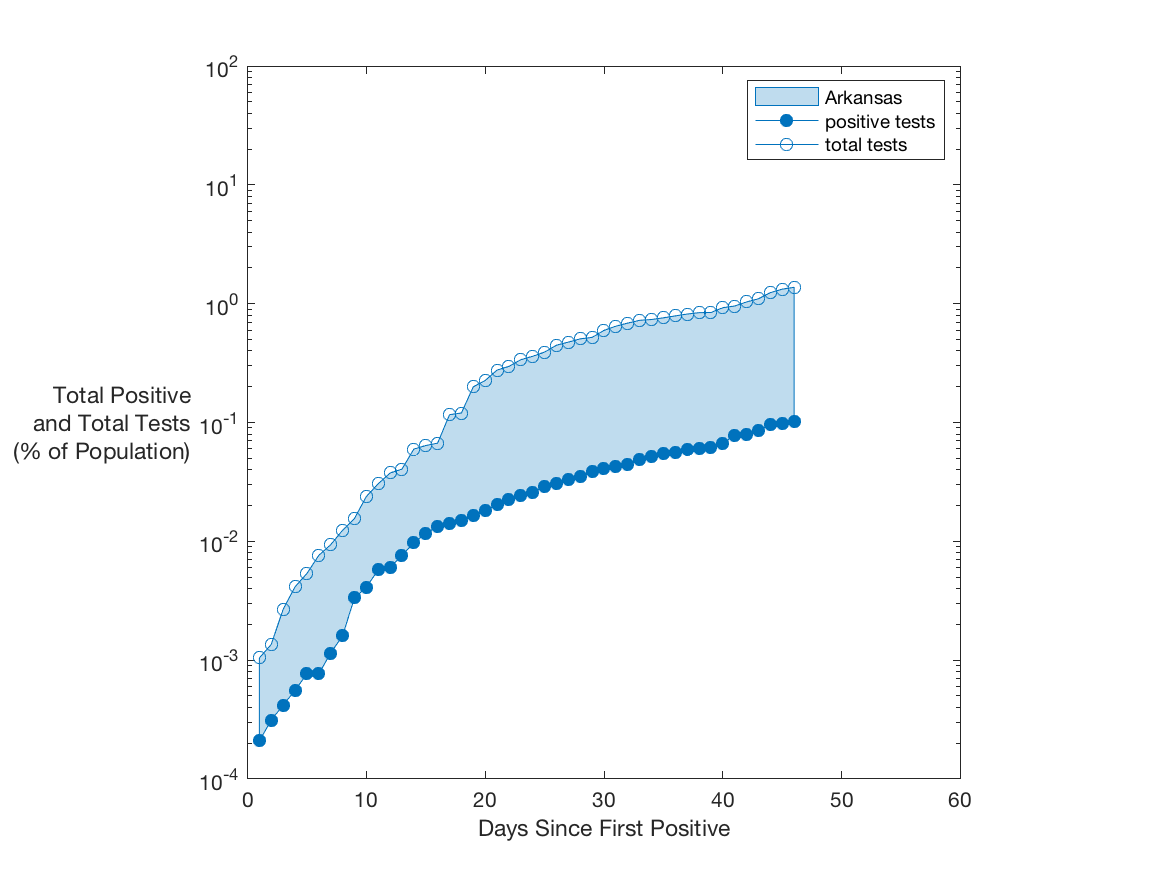 10^2
10^1
10^0
10^-1
10^-2
10^-3
10^-4
Total Positive
and Total Tests
(% of Population)
Arkansas
positive tests
total tests
0 10 20 30 40 50 60
Days Since First Positive